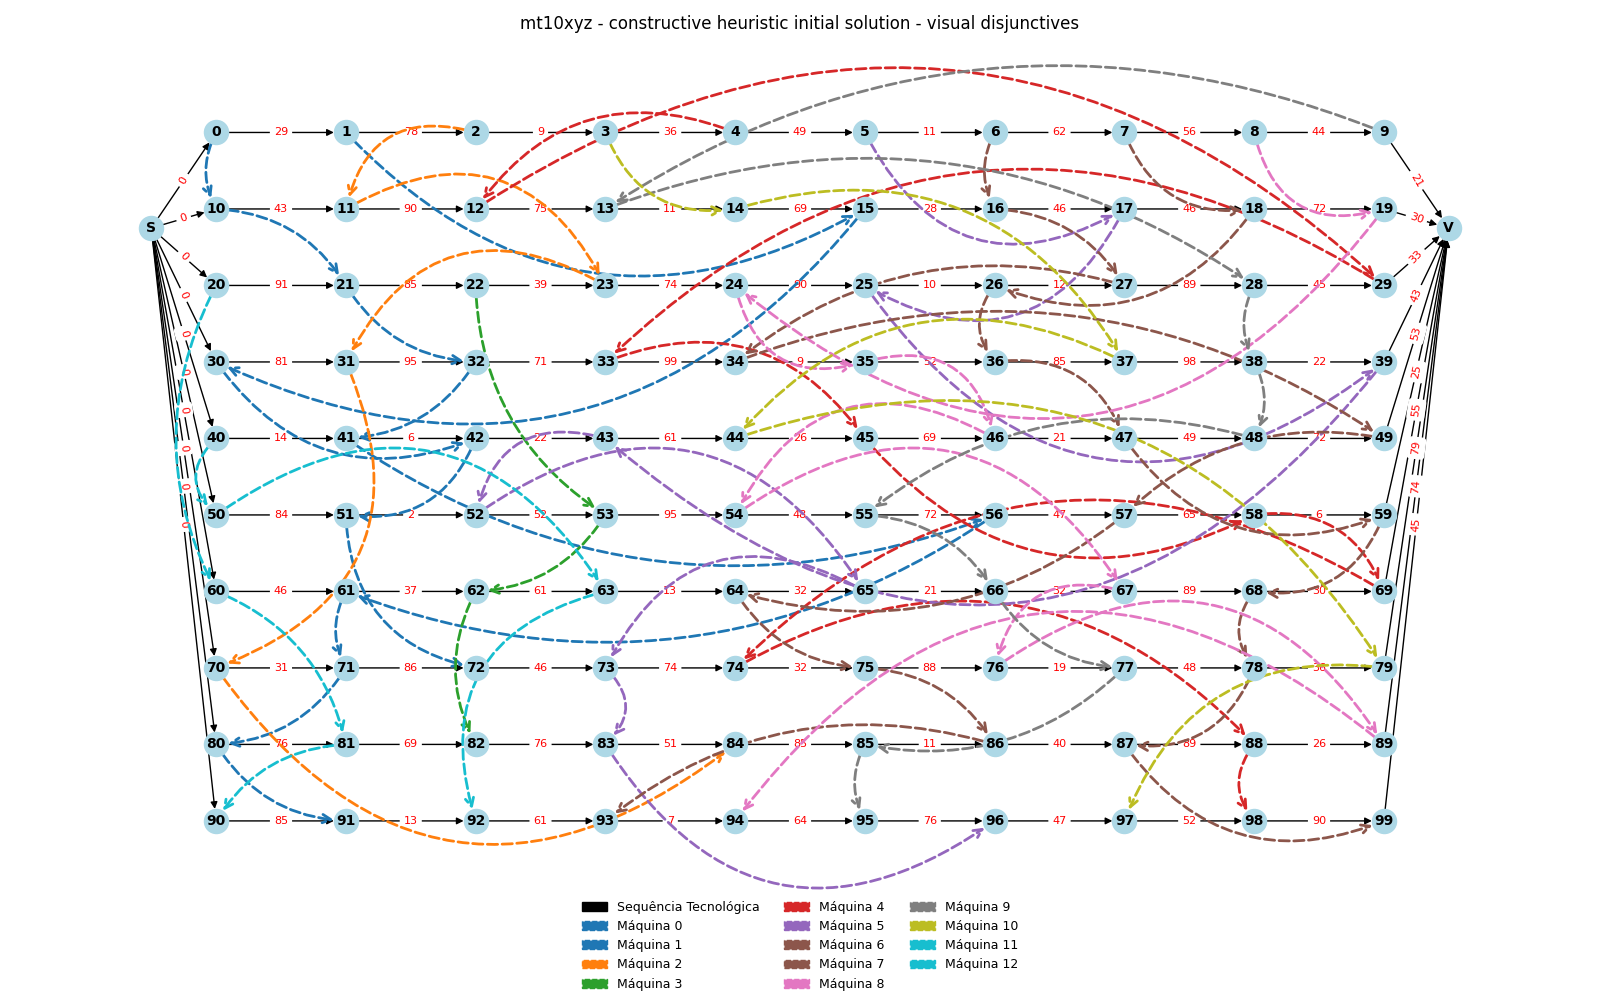 mt10xyz - constructive heuristic initial solution - visual disjunctives
0 29 1 78 2 9 3 36 4 49 5 11 6 62 7 56 8 44 9
0 21
10 43 11 90 12 75 13 11 14 69 15 28 16 46 17 46 18 72 19
S 0 30 V
0 33
20 91 21 85 22 39 23 74 24 90 25 10 26 12 27 89 28 45 29
0 43
0 53
30 81 31 95 32 71 33 99 34 9 35 52 36 85 37 98 38 22 39
0 25
0 55
40 14 41 6 42 22 43 61 44 26 45 69 46 21 47 49 48 72 49
0 79
0 74
50 84 51 2 52 52 53 95 54 48 55 72 56 47 57 65 58 6 59
0 45
60 46 61 37 62 61 63 13 64 32 65 21 66 32 67 89 68 30 69
70 31 71 86 72 46 73 74 74 32 75 88 76 19 77 48 78 36 79
80 76 81 69 82 76 83 51 84 85 85 11 86 40 87 89 88 26 89
90 85 91 13 92 61 93 7 94 64 95 76 96 47 97 52 98 90 99
Sequência Tecnológica
Máquina 0
Máquina 1
Máquina 2
Máquina 3
Máquina 4
Máquina 5
Máquina 6
Máquina 7
Máquina 8
Máquina 9
Máquina 10
Máquina 11
Máquina 12